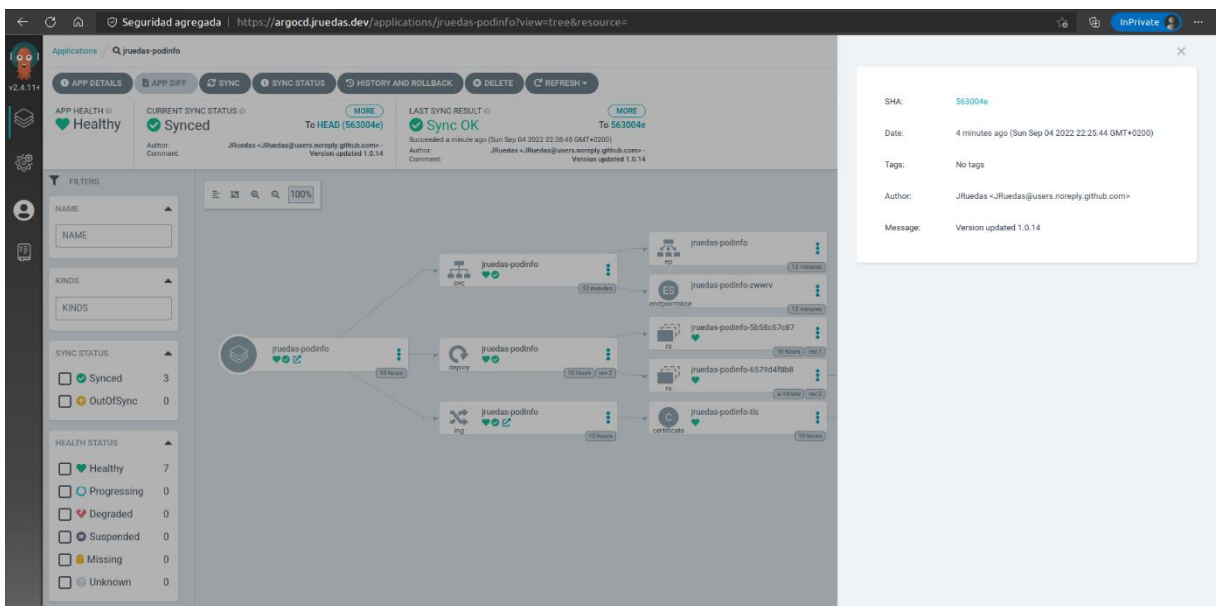 Seguridad agregada | https://argocd.jruedas.dev/applications/jruedas-podinfo?view=tree&resource=
InPrivate
v2.4.11+
Applications / jruedas-podinfo
APP DETAILS
APP DIFF
SYNC
SYNC STATUS
HISTORY AND ROLLBACK
DELETE
REFRESH
APP HEALTH
Healthy
CURRENT SYNC STATUS
MORE
Synced
To HEAD (563004e)
Author: JRuedas <JRuedas@users.noreply.github.com> -
Comment: Version updated 1.0.14
LAST SYNC RESULT
MORE
Sync OK
To 563004e
Succeeded a minute ago (Sun Sep 04 2022 22:28:48 GMT+0200)
Author: JRuedas <JRuedas@users.noreply.github.com> -
Comment: Version updated 1.0.14
FILTERS
NAME
NAME
KINDS
KINDS
SYNC STATUS
Synced 3
OutOfSync 0
HEALTH STATUS
Healthy 7
Progressing 0
Degraded 0
Suspended 0
Missing 0
Unknown 0
100%
jruedas-podinfo
10 hours
svc
jruedas-podinfo
12 minutes
deploy
jruedas-podinfo
10 hours
rev:2
ing
jruedas-podinfo
10 hours
ep
jruedas-podinfo
12 minutes
ES
endpointslice
jruedas-podinfo-zwwrv
12 minutes
rs
jruedas-podinfo-5b58c67c87
10 hours
rev:1
rs
jruedas-podinfo-6579d4f8b8
a minute
rev:2
C
certificate
jruedas-podinfo-tls
10 hours
SHA: 563004e
Date: 4 minutes ago (Sun Sep 04 2022 22:25:44 GMT+0200)
Tags: No tags
Author: JRuedas <JRuedas@users.noreply.github.com>
Message: Version updated 1.0.14